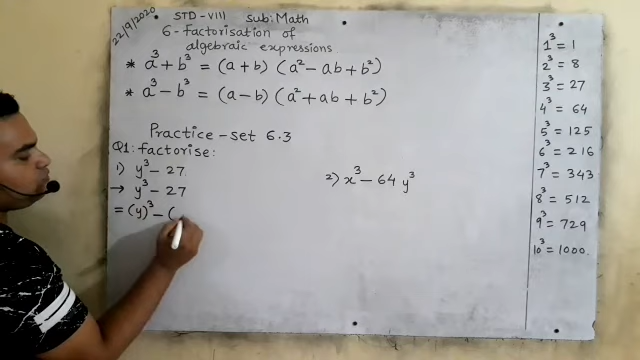 22/9/2020
STD-VIII Sub: Math
6-Factorisation of
algebraic expressions
* a³ + b³ = (a+b) (a² - ab + b²)
* a³ - b³ = (a-b) (a² + ab + b²)
Practice-set 6.3
Q1: factorise:
1) y³ - 27
→ y³ - 27
= (y)³ - (
2) x³ - 64 y³
1³ = 1
2³ = 8
3³ = 27
4³ = 64
5³ = 125
6³ = 216
7³ = 343
8³ = 512
9³ = 729
10³ = 1000